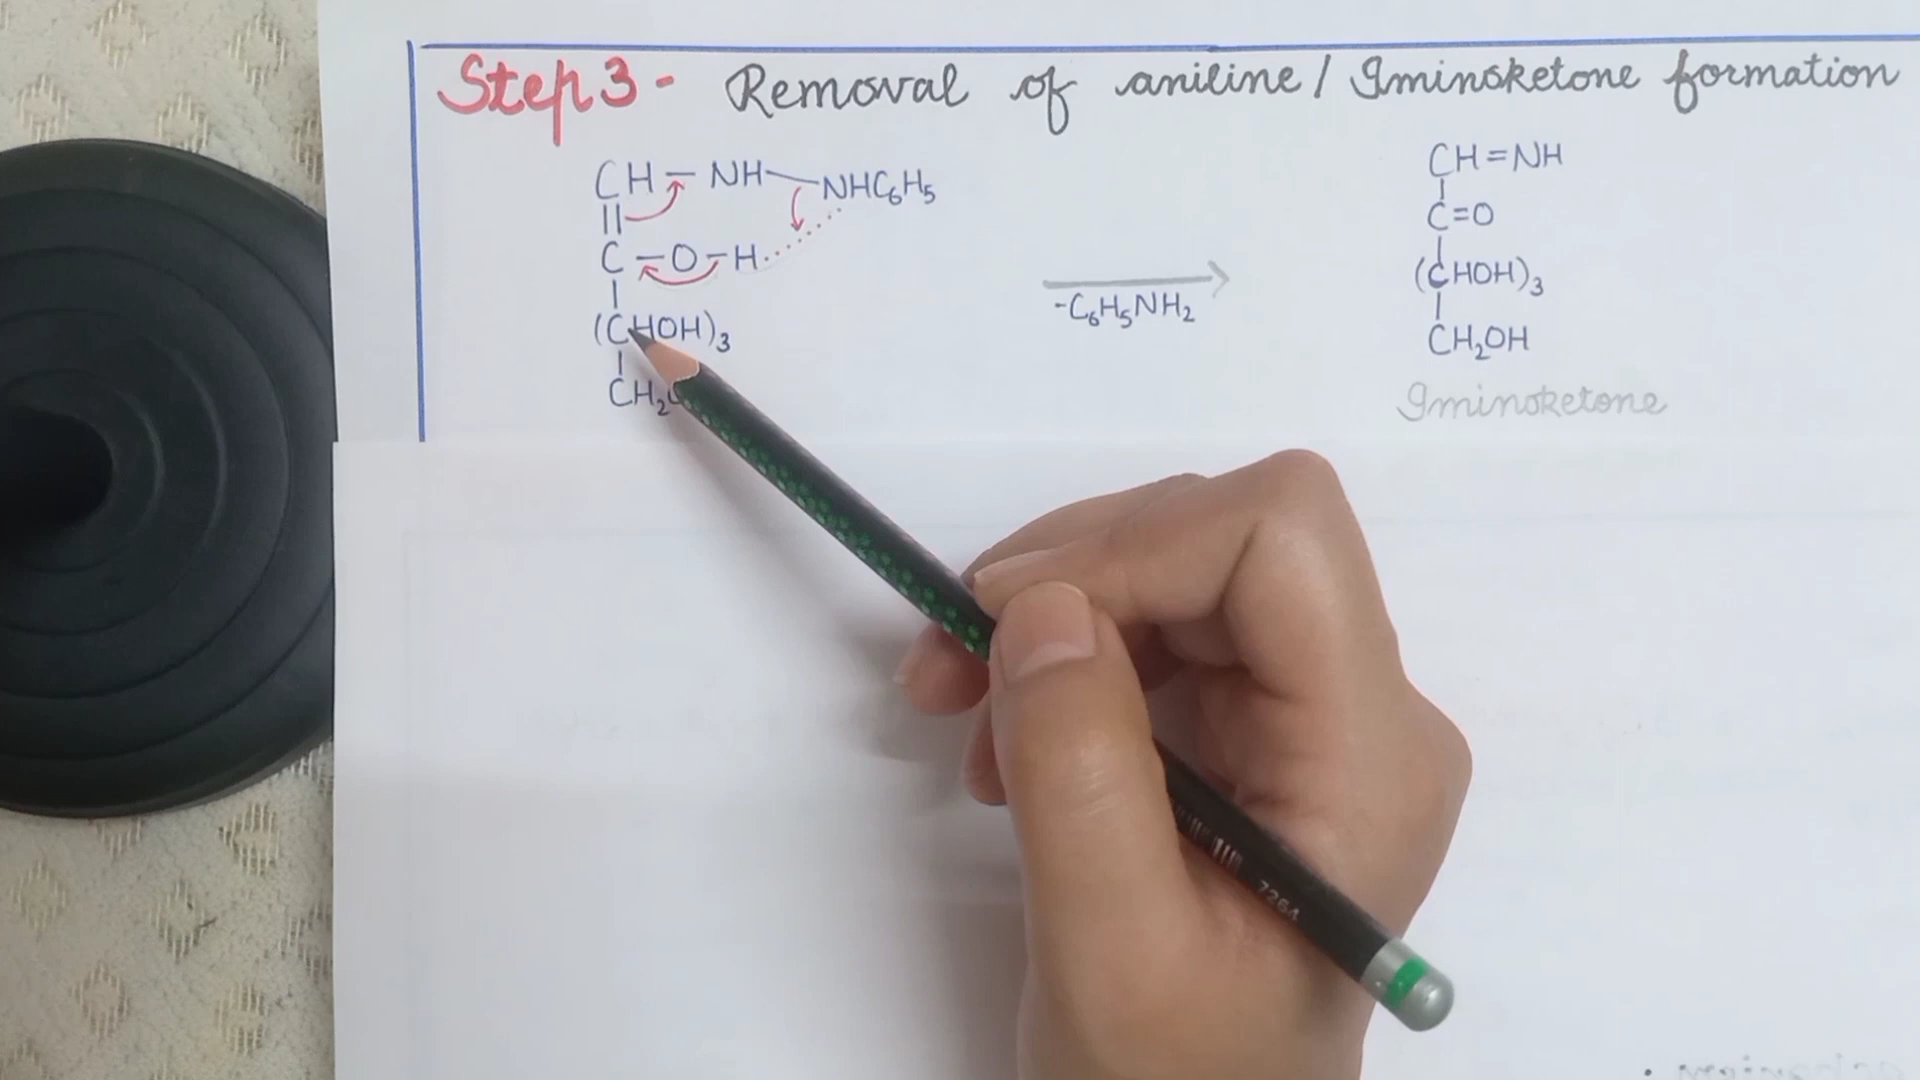 Step 3 - Removal of aniline / Iminoketone formation
CH - NH - NHC₆H₅
||
C - O - H
|
(CHOH)₃
|
CH₂
-C₆H₅NH₂
CH = NH
|
C = O
|
(CHOH)₃
|
CH₂OH
Iminoketone
7264